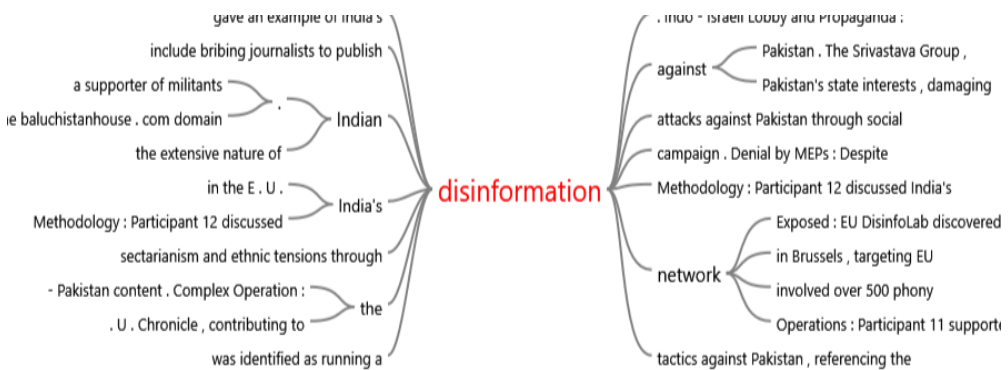 gave an example of India's
include bribing journalists to publish
a supporter of militants
.
e baluchistanhouse . com domain
Indian
the extensive nature of
in the E . U .
India's
Methodology : Participant 12 discussed
sectarianism and ethnic tensions through
- Pakistan content . Complex Operation :
the
. U . Chronicle , contributing to
was identified as running a
disinformation
. Indo - Israeli Lobby and Propaganda :
against
Pakistan . The Srivastava Group ,
Pakistan's state interests , damaging
attacks against Pakistan through social
campaign . Denial by MEPs : Despite
Methodology : Participant 12 discussed India's
network
Exposed : EU DisinfoLab discovered
in Brussels , targeting EU
involved over 500 phony
Operations : Participant 11 supporte
tactics against Pakistan , referencing the